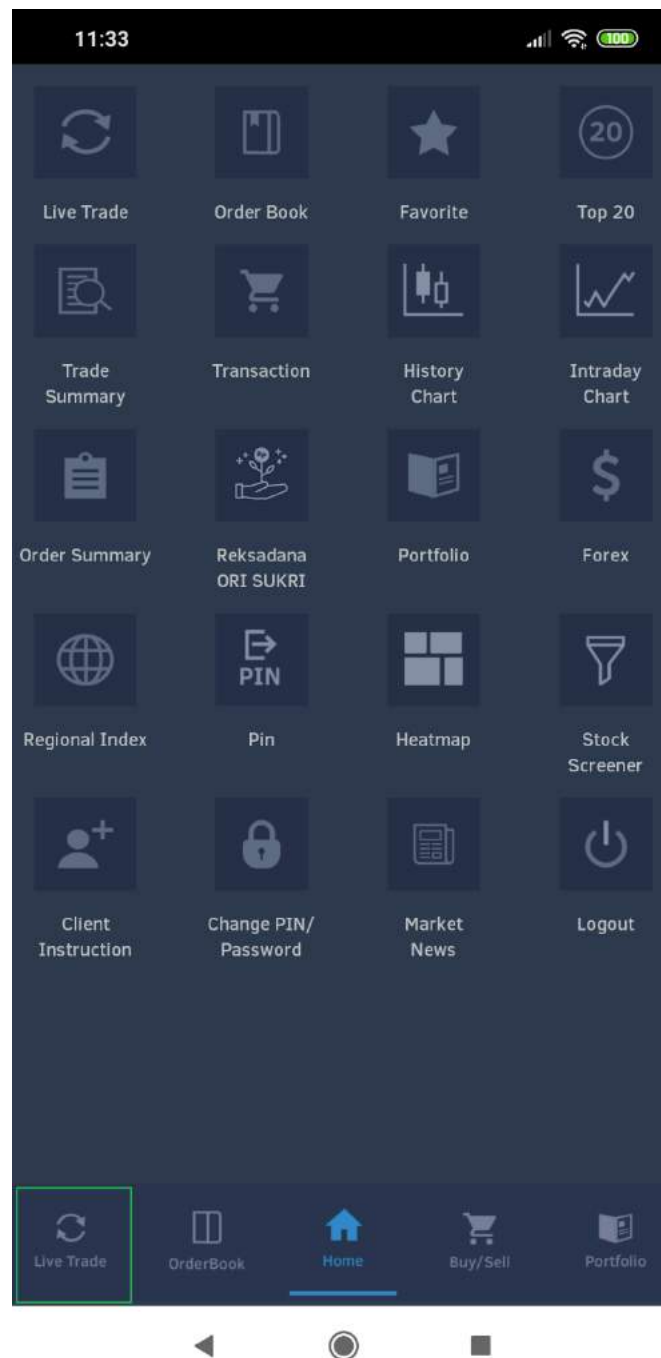 11:33
100
20
Live Trade
Order Book
Favorite
Top 20
Trade
Summary
Transaction
History
Chart
Intraday
Chart
Order Summary
Rp
Reksadana
ORI SUKRI
Portfolio
$
Forex
Regional Index
PIN
Pin
Heatmap
Stock
Screener
Client
Instruction
Change PIN/
Password
Market
News
Logout
Live Trade
OrderBook
Home
Buy/Sell
Portfolio